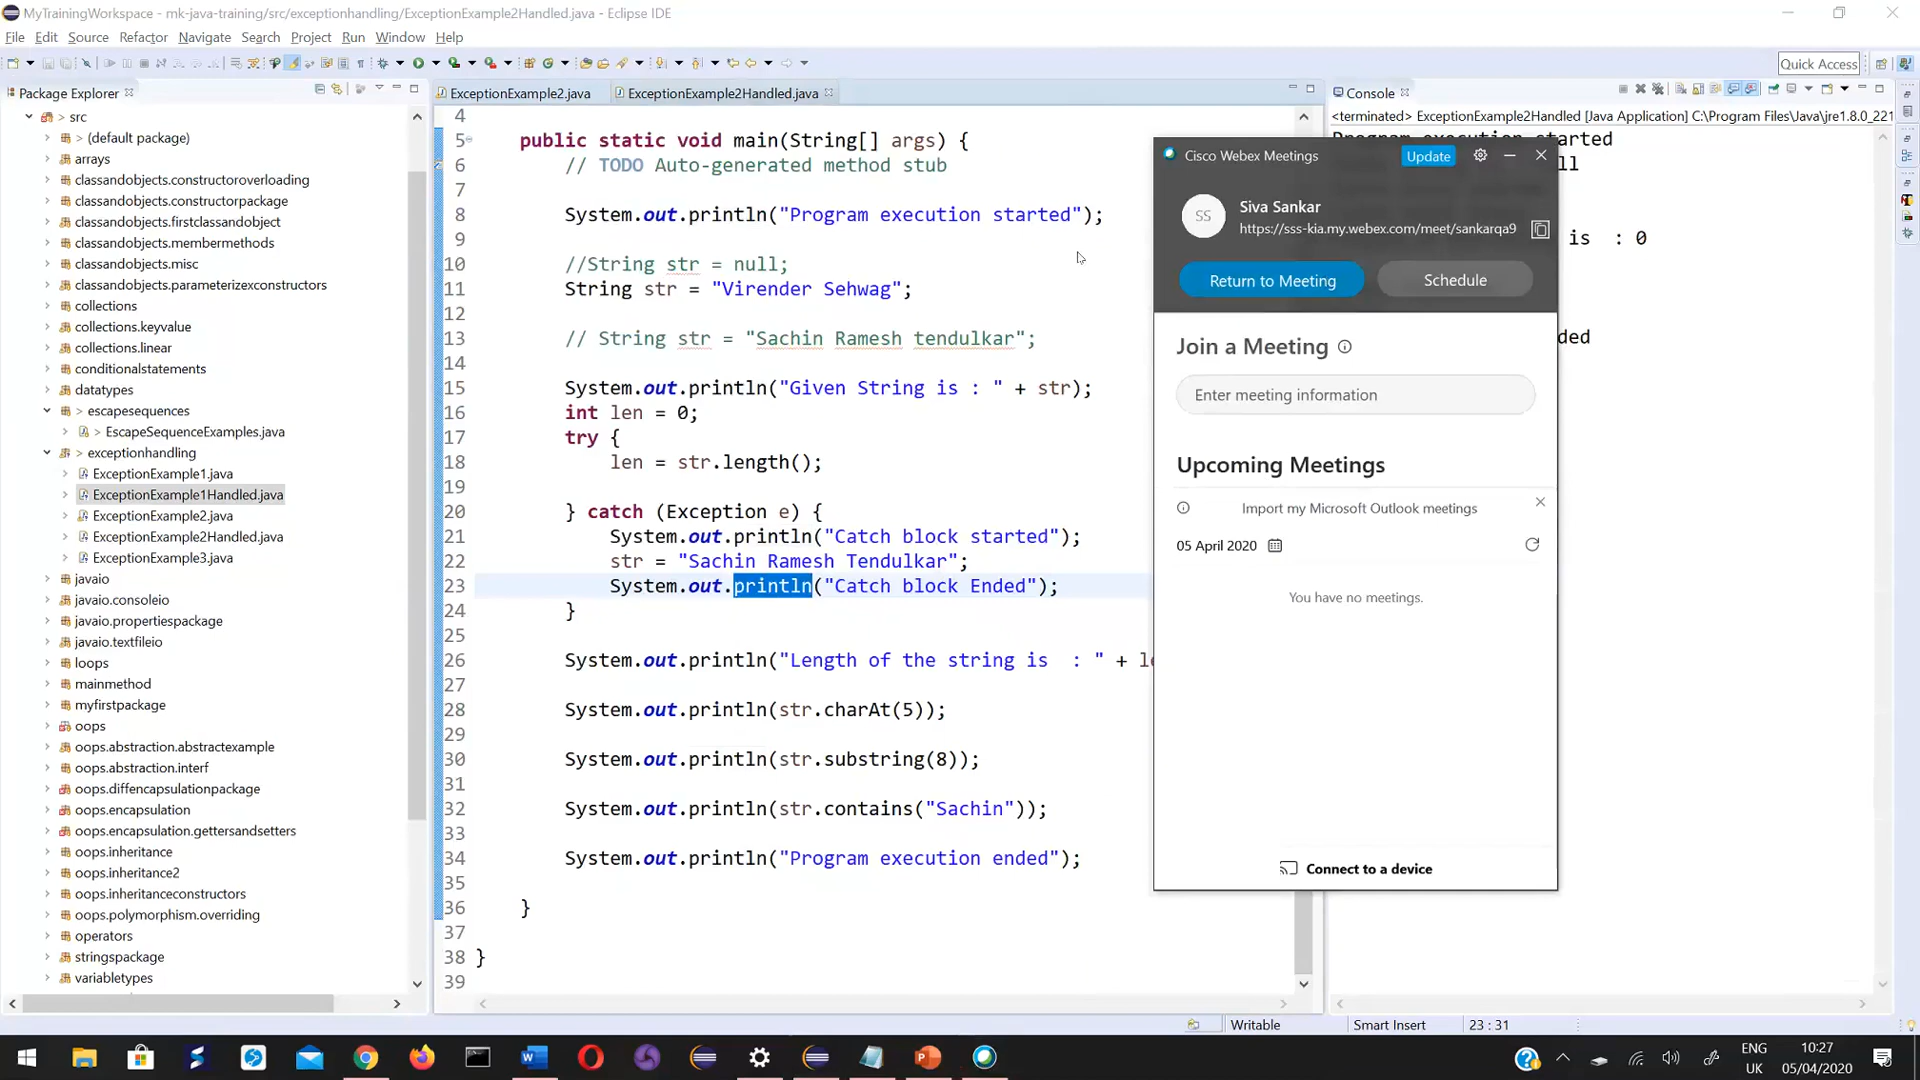 MyTrainingWorkspace - mk-java-training/src/exceptionhandling/ExceptionExample2Handled.java - Eclipse IDE
File Edit Source Refactor Navigate Search Project Run Window Help
Quick Access
Package Explorer
src
> (default package)
arrays
classandobjects.constructoroverloading
classandobjects.constructorpackage
classandobjects.firstclassandobject
classandobjects.membermethods
classandobjects.misc
classandobjects.parameterizexconstructors
collections
collections.keyvalue
collections.linear
conditionalstatements
datatypes
> escapesequences
> EscapeSequenceExamples.java
> exceptionhandling
ExceptionExample1.java
ExceptionExample1Handled.java
ExceptionExample2.java
ExceptionExample2Handled.java
ExceptionExample3.java
javaio
javaio.consoleio
javaio.propertiespackage
javaio.textfileio
loops
mainmethod
myfirstpackage
oops
oops.abstraction.abstractexample
oops.abstraction.interf
oops.diffencapsulationpackage
oops.encapsulation
oops.encapsulation.gettersandsetters
oops.inheritance
oops.inheritance2
oops.inheritanceconstructors
oops.polymorphism.overriding
operators
stringspackage
variabletypes
ExceptionExample2.java ExceptionExample2Handled.java
4
5 public static void main(String[] args) {
6 // TODO Auto-generated method stub
7
8 System.out.println("Program execution started");
9
10 //String str = null;
11 String str = "Virender Sehwag";
12
13 // String str = "Sachin Ramesh tendulkar";
14
15 System.out.println("Given String is : " + str);
16 int len = 0;
17 try {
18 len = str.length();
19
20 } catch (Exception e) {
21 System.out.println("Catch block started");
22 str = "Sachin Ramesh Tendulkar";
23 System.out.println("Catch block Ended");
24 }
25
26 System.out.println("Length of the string is  : " + le
27
28 System.out.println(str.charAt(5));
29
30 System.out.println(str.substring(8));
31
32 System.out.println(str.contains("Sachin"));
33
34 System.out.println("Program execution ended");
35
36 }
37
38 }
39
Console
<terminated> ExceptionExample2Handled [Java Application] C:\Program Files\Java\jre1.8.0_221
Program execution started
ll
is  : 0
ded
Cisco Webex Meetings Update
SS
Siva Sankar
https://sss-kia.my.webex.com/meet/sankarqa9
Return to Meeting Schedule
Join a Meeting
Enter meeting information
Upcoming Meetings
Import my Microsoft Outlook meetings
05 April 2020
You have no meetings.
Connect to a device
Writable Smart Insert 23 : 31
ENG
UK
10:27
05/04/2020